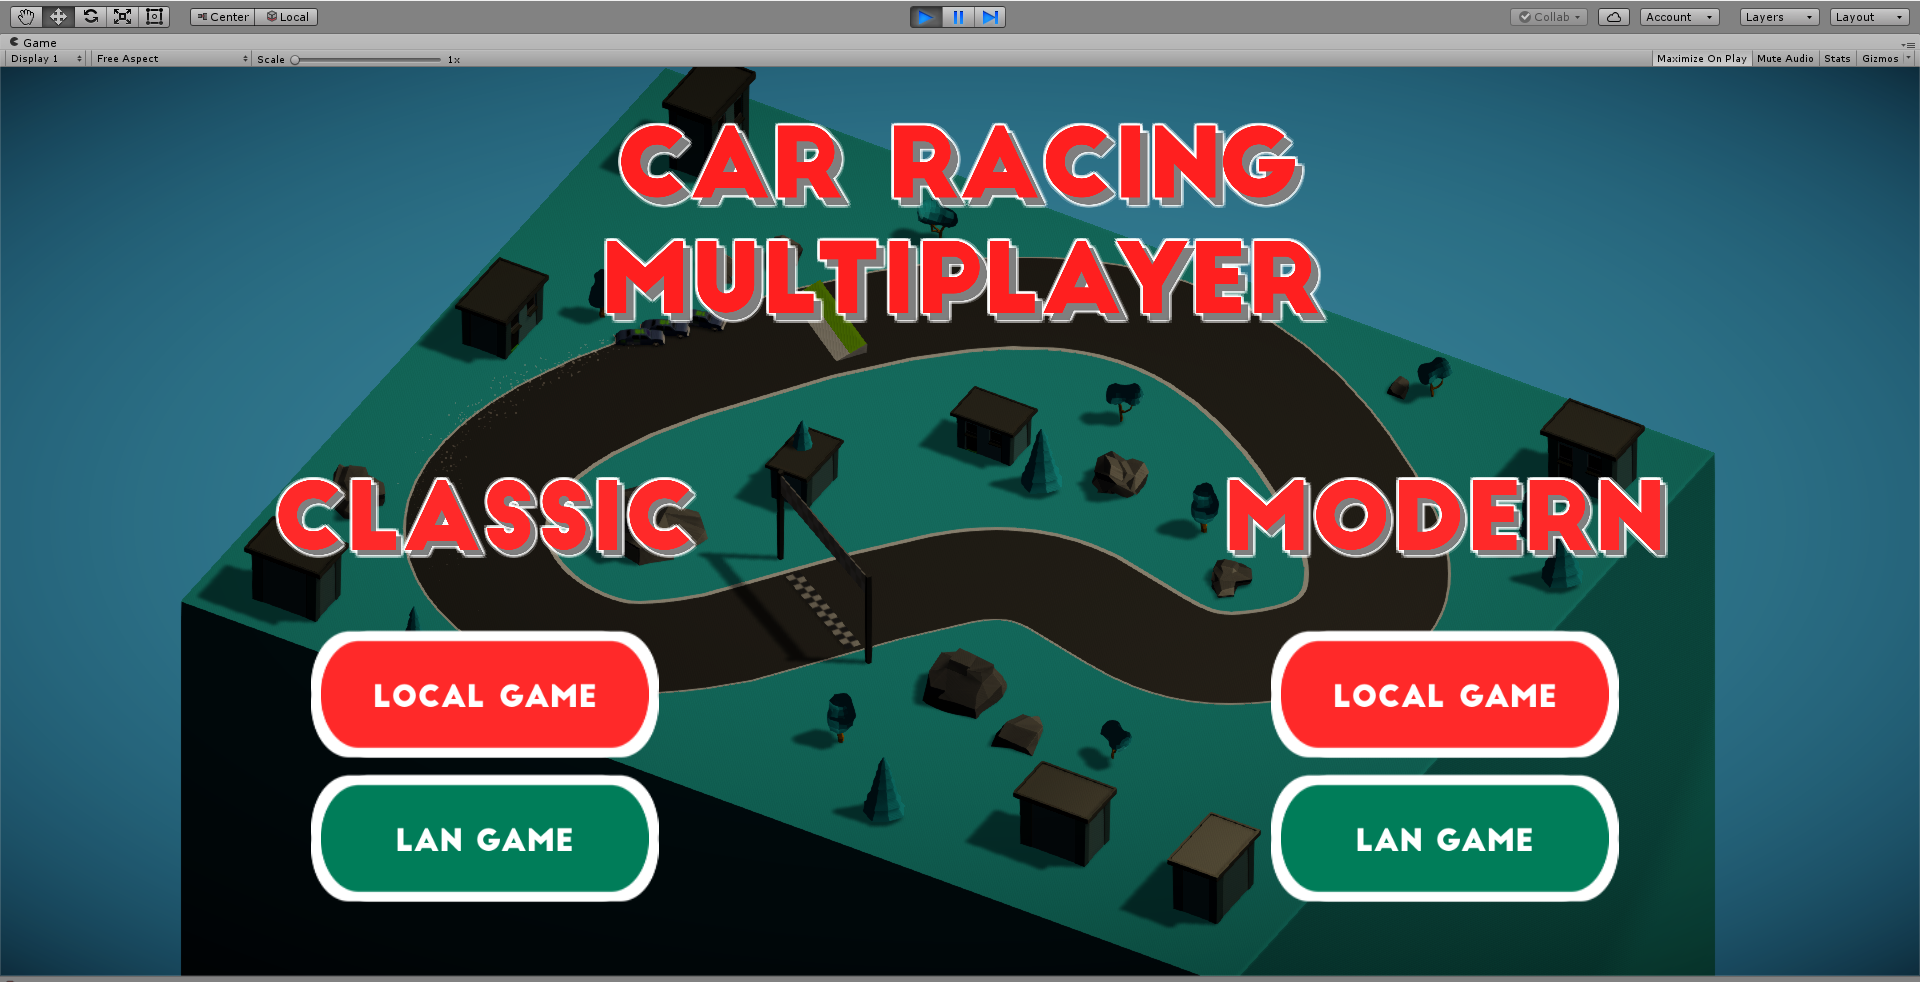 Center Local Collab Account Layers Layout
Game
Display 1 Free Aspect Scale 1x Maximize On Play Mute Audio Stats Gizmos
CAR RACING
MULTIPLAYER
CLASSIC MODERN
LOCAL GAME LOCAL GAME
LAN GAME LAN GAME